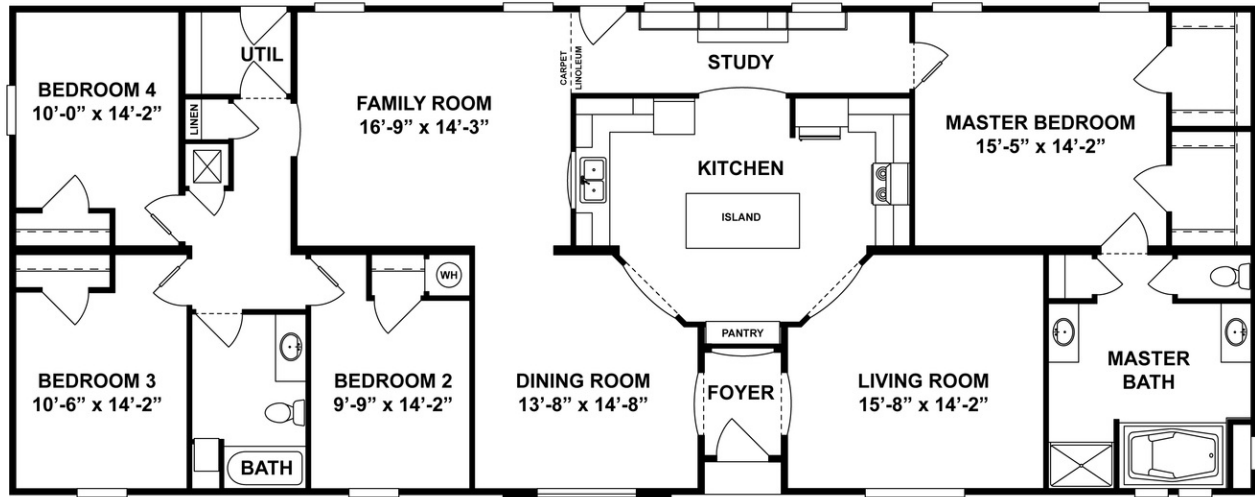 UTIL
BEDROOM 4
10’-0” x 14’-2”
LINEN
FAMILY ROOM
16’-9” x 14’-3”
CARPET
LINOLEUM
STUDY
KITCHEN
ISLAND
MASTER BEDROOM
15’-5” x 14’-2”
BEDROOM 3
10’-6” x 14’-2”
BATH
WH
BEDROOM 2
9’-9” x 14’-2”
DINING ROOM
13’-8” x 14’-8”
PANTRY
FOYER
LIVING ROOM
15’-8” x 14’-2”
MASTER
BATH